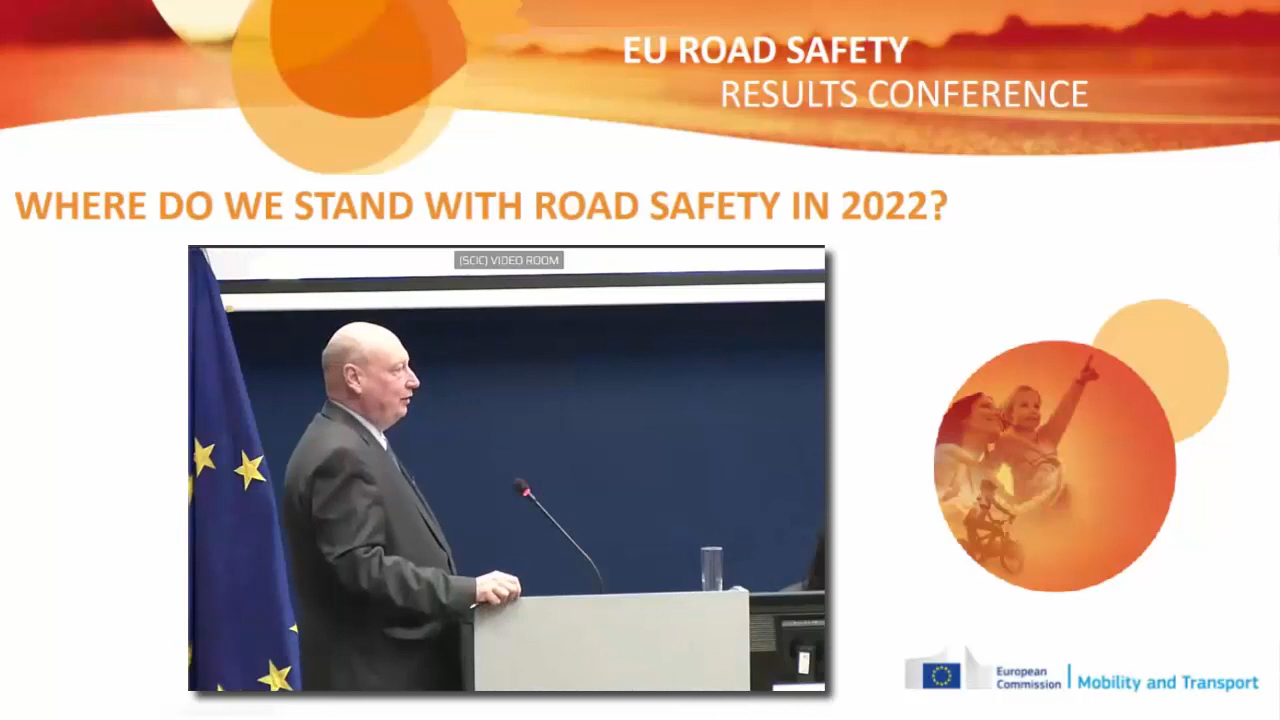 EU ROAD SAFETY
RESULTS CONFERENCE
WHERE DO WE STAND WITH ROAD SAFETY IN 2022?
(SCIC) VIDEO ROOM
European
Commission
Mobility and Transport